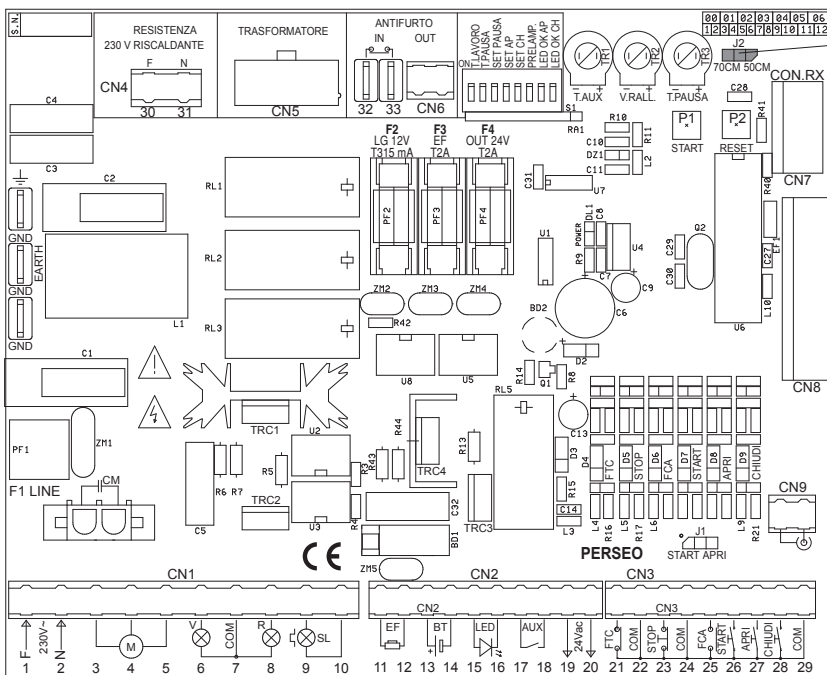 S.N.
RESISTENZA
230 V RISCALDANTE
F N
CN4
30 31
TRASFORMATORE
CN5
ANTIFURTO
IN OUT
32 33 CN6
ON
T.LAVORO
T.PAUSA
SET PAUSA
SET AP
SET CH
PRELAMP.
LED OK AP
LED OK CH
S1
RA1
TR1
- +
T.AUX
TR2
- +
V.RALL.
TR3
- +
T.PAUSA
00 01 02 03 04 05 06
1 2 3 4 5 6 7 8 9 10 11 12
J2
70CM 50CM
CON.RX
CN7
C28
R41
P1
START
P2
RESET
R10
R11
C10
DZ1
L2
C11
C31
U7
C4
C3
C2
GND
EARTH
GND
GND
L1
RL1
RL2
RL3
F2 F3 F4
LG 12V EF OUT 24V
T315 mA T2A T2A
PF2 PF3 PF4
ZM2 ZM3 ZM4
R42
U1
POWER
DL1
C8
R9
C7
U4
C9
C6
BD2
D2
Q2
C29
C30
R40
EF1
C27
L10
U6
CN8
C1
PF1
F1 LINE
ZM1
CM
TRC1
TRC2
C5
R6 R7
R5
U2
U3
R3
R4
R43
R44
TRC4
C32
BD1
ZM5
U8
U5
R14
Q1
R8
RL5
C13
R13
TRC3
D3
R15
C14
L3
D4 FTC D5 STOP D6 FCA D7 START D8 APRI D9 CHIUDI
L4 R16 L5 R17 L6 L9 R21
CN9
J1
START APRI
CE
PERSEO
CN1
F 230V~ N
M
V COM R SL
1 2 3 4 5 6 7 8 9 10
CN2
CN2
EF BT LED AUX 24Vac
+
11 12 13 14 15 16 17 18 19 20
CN3
CN3
FTC COM STOP COM FCA START APRI CHIUDI COM
21 22 23 24 25 26 27 28 29